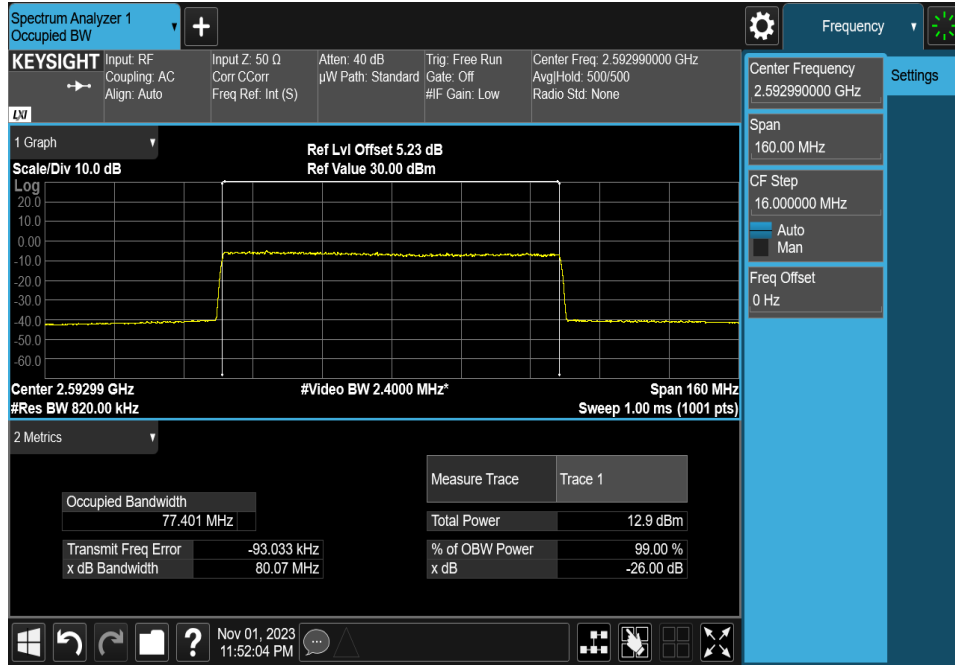 Spectrum Analyzer 1
Occupied BW
+
Frequency
KEYSIGHT
LXI
Input: RF
Coupling: AC
Align: Auto
Input Z: 50 Ω
Corr CCorr
Freq Ref: Int (S)
Atten: 40 dB
µW Path: Standard
Trig: Free Run
Gate: Off
#IF Gain: Low
Center Freq: 2.592990000 GHz
Avg|Hold: 500/500
Radio Std: None
Center Frequency
2.592990000 GHz
Settings
Span
160.00 MHz
CF Step
16.000000 MHz
Auto
Man
Freq Offset
0 Hz
1 Graph
Scale/Div 10.0 dB
Ref Lvl Offset 5.23 dB
Ref Value 30.00 dBm
Log
20.0
10.0
0.00
-10.0
-20.0
-30.0
-40.0
-50.0
-60.0
Center 2.59299 GHz
#Video BW 2.4000 MHz*
Span 160 MHz
#Res BW 820.00 kHz
Sweep 1.00 ms (1001 pts)
2 Metrics
Measure Trace Trace 1
Occupied Bandwidth
77.401 MHz
Total Power 12.9 dBm
Transmit Freq Error -93.033 kHz
% of OBW Power 99.00 %
x dB Bandwidth 80.07 MHz
x dB -26.00 dB
?
Nov 01, 2023
11:52:04 PM